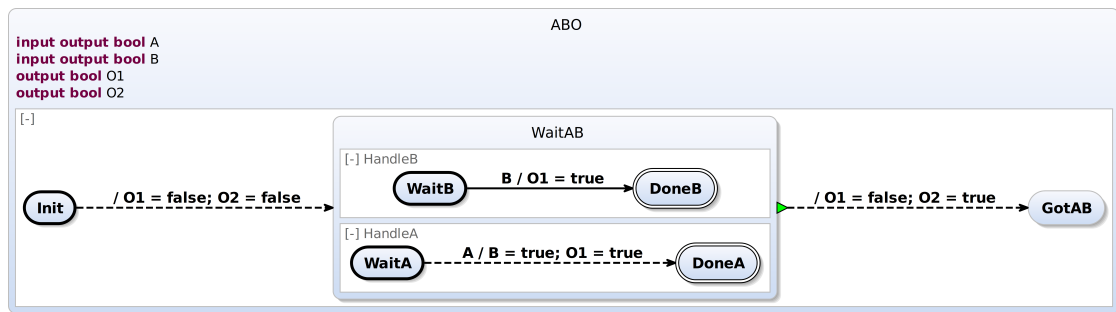 ABO
input output bool A
input output bool B
output bool O1
output bool O2
[-]
WaitAB
[-] HandleB
WaitB
B / O1 = true
DoneB
Init
/ O1 = false; O2 = false
/ O1 = false; O2 = true
GotAB
[-] HandleA
WaitA
A / B = true; O1 = true
DoneA